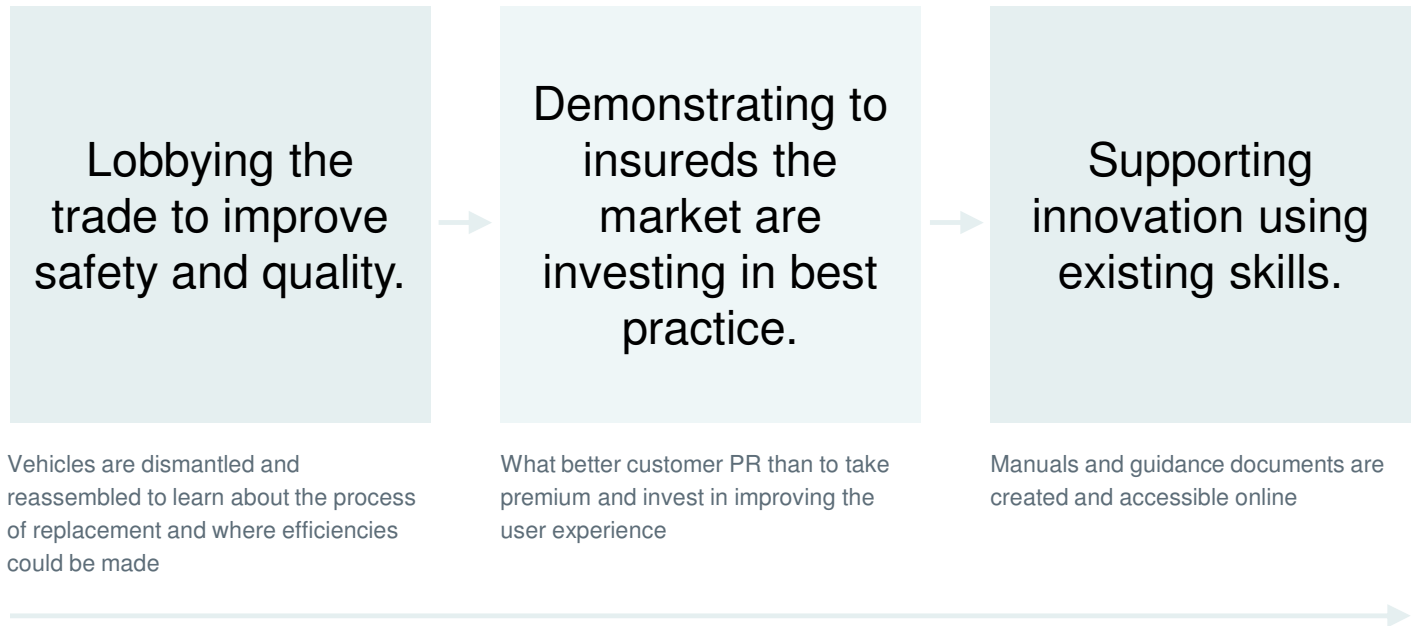 Lobbying the
trade to improve
safety and quality.
Demonstrating to
insureds the
market are
investing in best
practice.
Supporting
innovation using
existing skills.
Vehicles are dismantled and
reassembled to learn about the process
of replacement and where efficiencies
could be made
What better customer PR than to take
premium and invest in improving the
user experience
Manuals and guidance documents are
created and accessible online